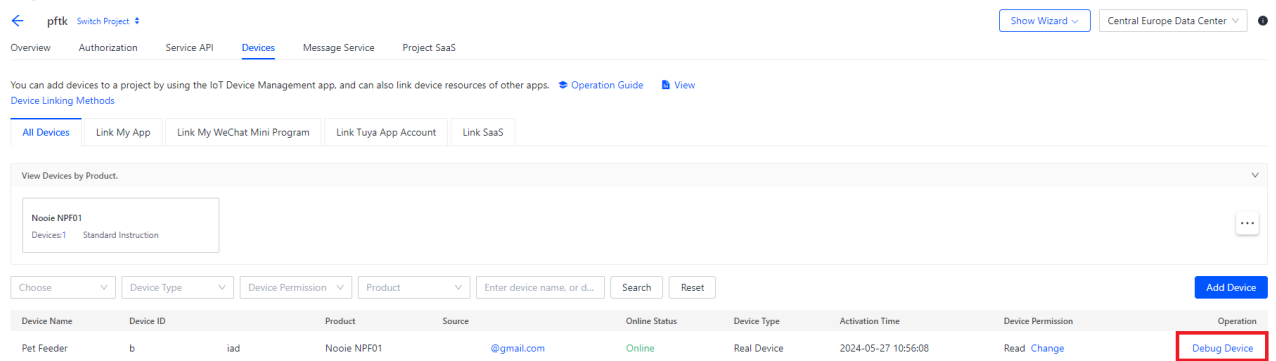 pftk Switch Project Show Wizard Central Europe Data Center
Overview Authorization Service API Devices Message Service Project SaaS
You can add devices to a project by using the IoT Device Management app, and can also link device resources of other apps. Operation Guide View
Device Linking Methods
All Devices Link My App Link My WeChat Mini Program Link Tuya App Account Link SaaS
View Devices by Product.
Nooie NPF01
Devices:1 Standard Instruction
Choose Device Type Device Permission Product Enter device name, or d... Search Reset Add Device
Device Name Device ID Product Source Online Status Device Type Activation Time Device Permission Operation
Pet Feeder b iad Nooie NPF01 @gmail.com Online Real Device 2024-05-27 10:56:08 Read Change Debug Device